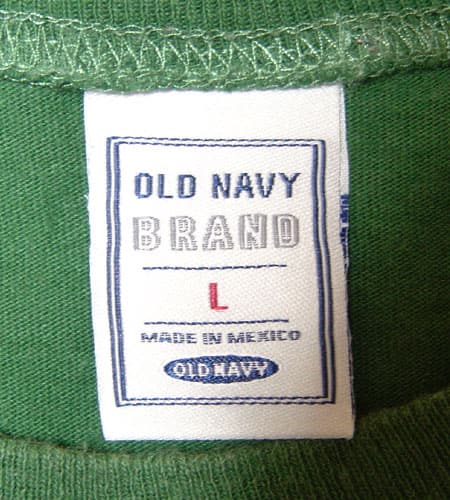 OLD NAVY
BRAND
L
MADE IN MEXICO
OLD NAVY